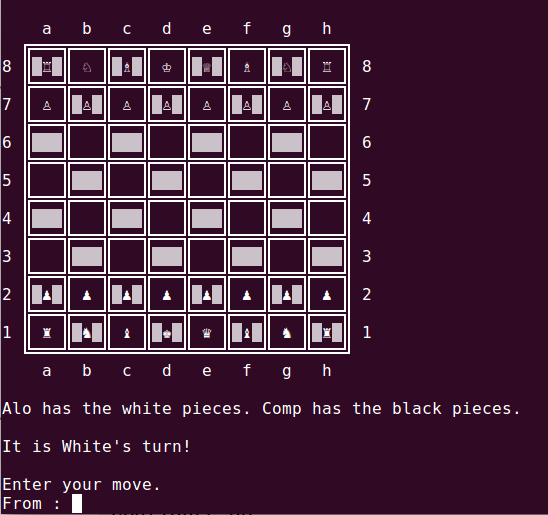 a b c d e f g h
8 ♖ ♘ ♗ ♔ ♕ ♗ ♘ ♖ 8
7 ♙ ♙ ♙ ♙ ♙ ♙ ♙ ♙ 7
6 6
5 5
4 4
3 3
2 ♟ ♟ ♟ ♟ ♟ ♟ ♟ ♟ 2
1 ♜ ♞ ♝ ♚ ♛ ♝ ♞ ♜ 1
a b c d e f g h
Alo has the white pieces. Comp has the black pieces.
It is White's turn!
Enter your move.
From :